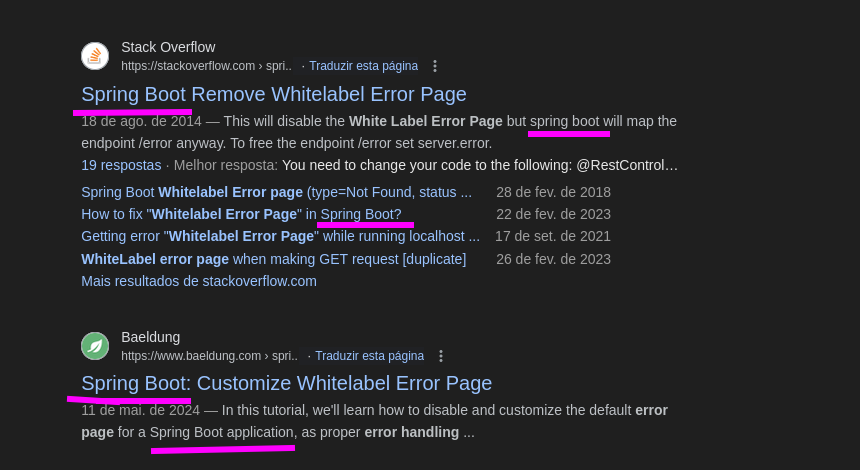 Stack Overflow
https://stackoverflow.com › spri.. · Traduzir esta página
Spring Boot Remove Whitelabel Error Page
18 de ago. de 2014 — This will disable the White Label Error Page but spring boot will map the
endpoint /error anyway. To free the endpoint /error set server.error.
19 respostas · Melhor resposta: You need to change your code to the following: @RestControl…
Spring Boot Whitelabel Error page (type=Not Found, status ... 28 de fev. de 2018
How to fix "Whitelabel Error Page" in Spring Boot? 22 de fev. de 2023
Getting error "Whitelabel Error Page" while running localhost ... 17 de set. de 2021
WhiteLabel error page when making GET request [duplicate] 26 de fev. de 2023
Mais resultados de stackoverflow.com
Baeldung
https://www.baeldung.com › spri.. · Traduzir esta página
Spring Boot: Customize Whitelabel Error Page
11 de mai. de 2024 — In this tutorial, we'll learn how to disable and customize the default error
page for a Spring Boot application, as proper error handling ...